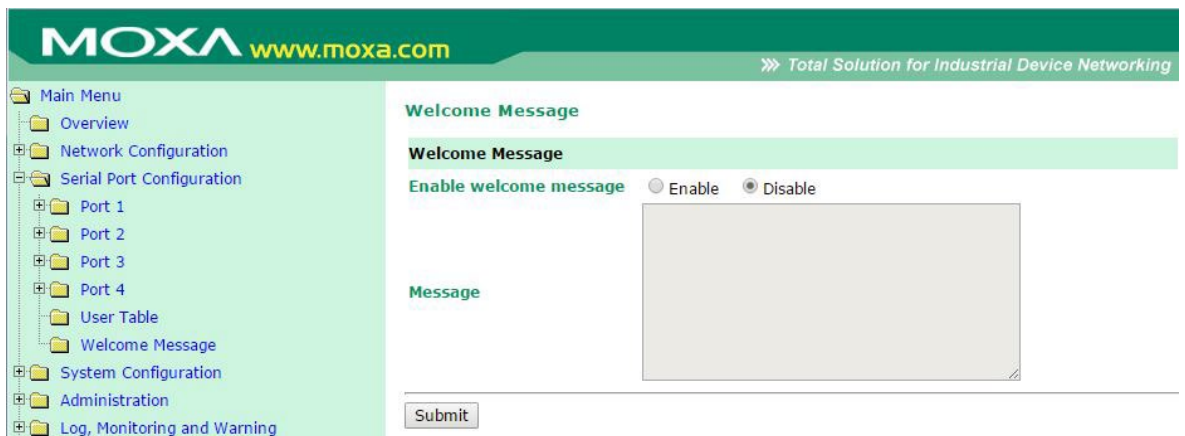 MOXA www.moxa.com
Total Solution for Industrial Device Networking
Main Menu
Overview
Network Configuration
Serial Port Configuration
Port 1
Port 2
Port 3
Port 4
User Table
Welcome Message
System Configuration
Administration
Log, Monitoring and Warning
Welcome Message
Welcome Message
Enable welcome message Enable Disable
Message
Submit